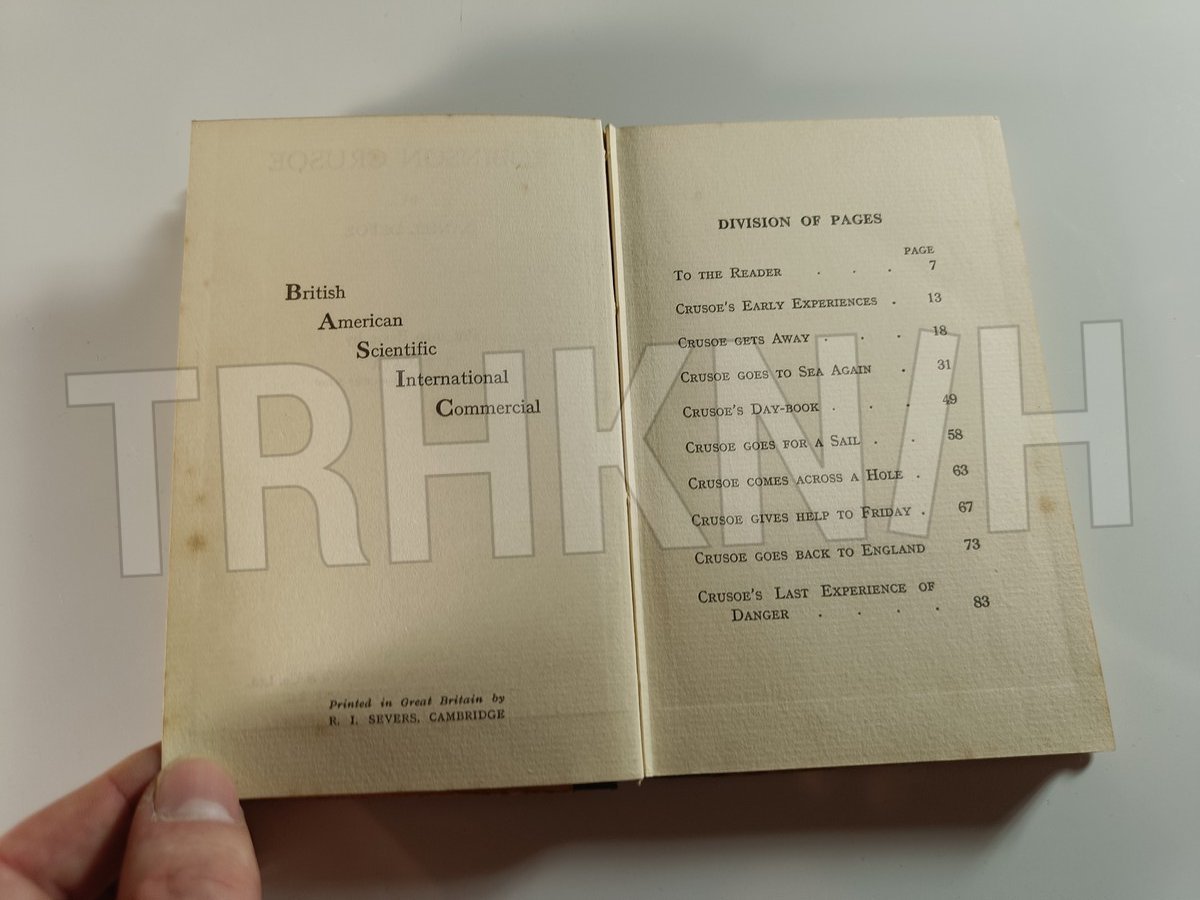 ROBINSON CRUSOE
British
American
Scientific
International
Commercial
Printed in Great Britain by
R. I. SEVERS, CAMBRIDGE
DIVISION OF PAGES
PAGE
TO THE READER . . . 7
CRUSOE'S EARLY EXPERIENCES . 13
CRUSOE GETS AWAY . . . 18
CRUSOE GOES TO SEA AGAIN . 31
CRUSOE'S DAY-BOOK . . . 49
CRUSOE GOES FOR A SAIL . . 58
CRUSOE COMES ACROSS A HOLE . 63
CRUSOE GIVES HELP TO FRIDAY . 67
CRUSOE GOES BACK TO ENGLAND 73
CRUSOE'S LAST EXPERIENCE OF
DANGER . . . . 83
TRHKN/H